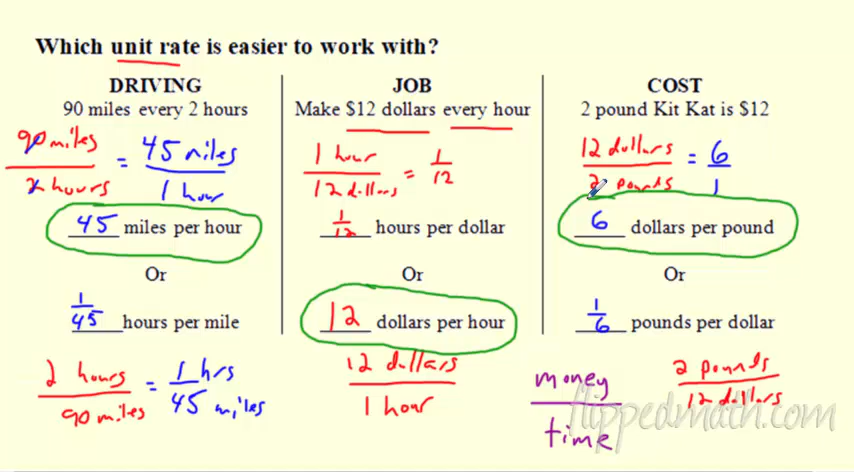 Which unit rate is easier to work with?
DRIVING
90 miles every 2 hours
90 miles / 2 hours = 45 miles / 1 hour
45 miles per hour
Or
1/45 hours per mile
2 hours / 90 miles = 1 hrs / 45 miles
JOB
Make $12 dollars every hour
1 hour / 12 dollars = 1/12
1/12 hours per dollar
Or
12 dollars per hour
12 dollars / 1 hour
COST
2 pound Kit Kat is $12
12 dollars / 2 pounds = 6/1
6 dollars per pound
Or
1/6 pounds per dollar
money / time
2 pounds / 12 dollars
flippedmath.com